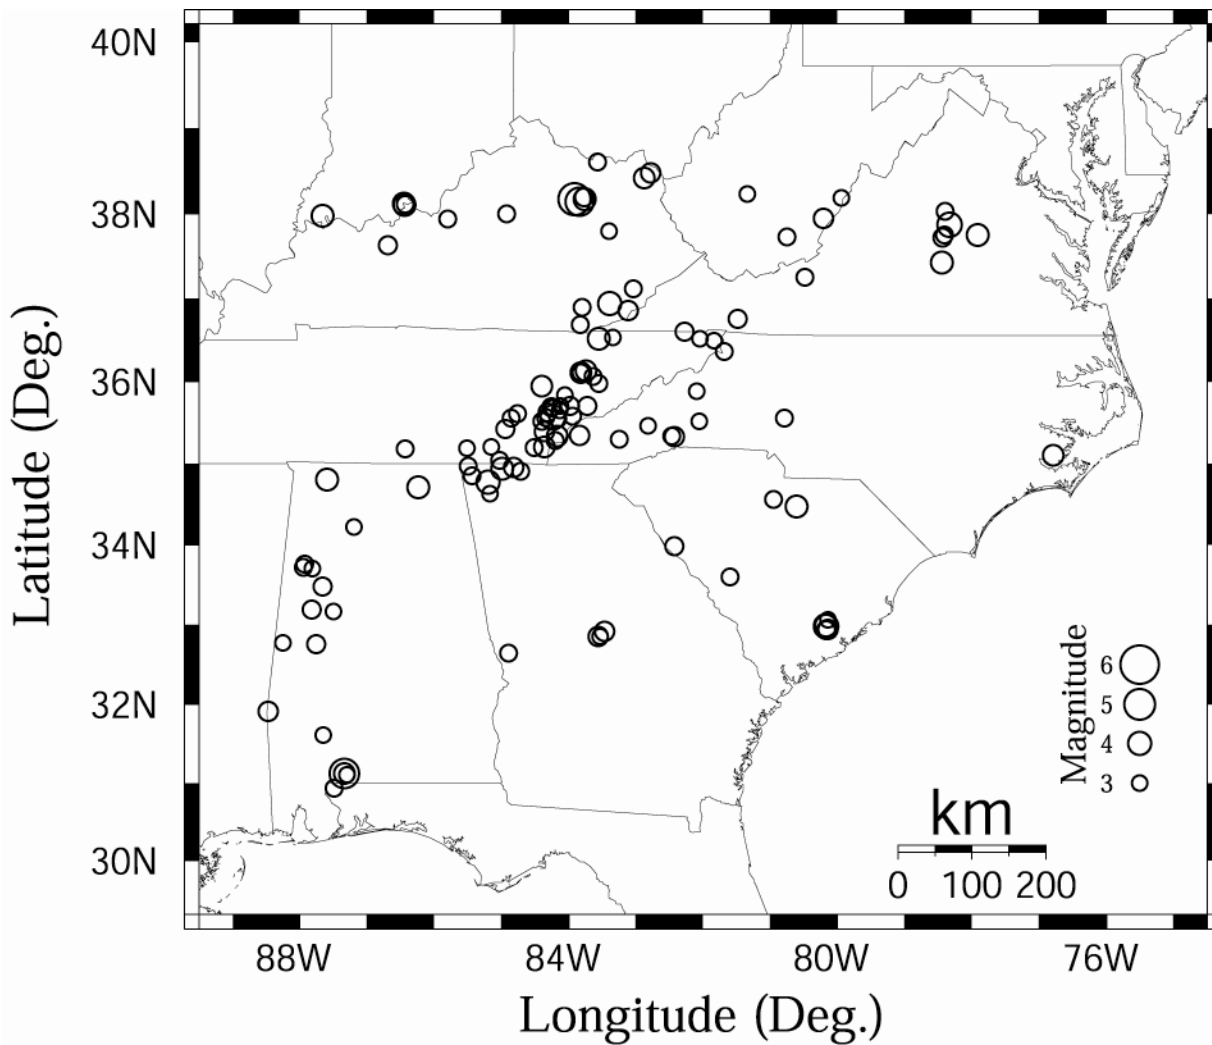 40N
38N
36N
34N
32N
30N
Latitude (Deg.)
Magnitude
6
5
4
3
km
0 100 200
88W 84W 80W 76W
Longitude (Deg.)